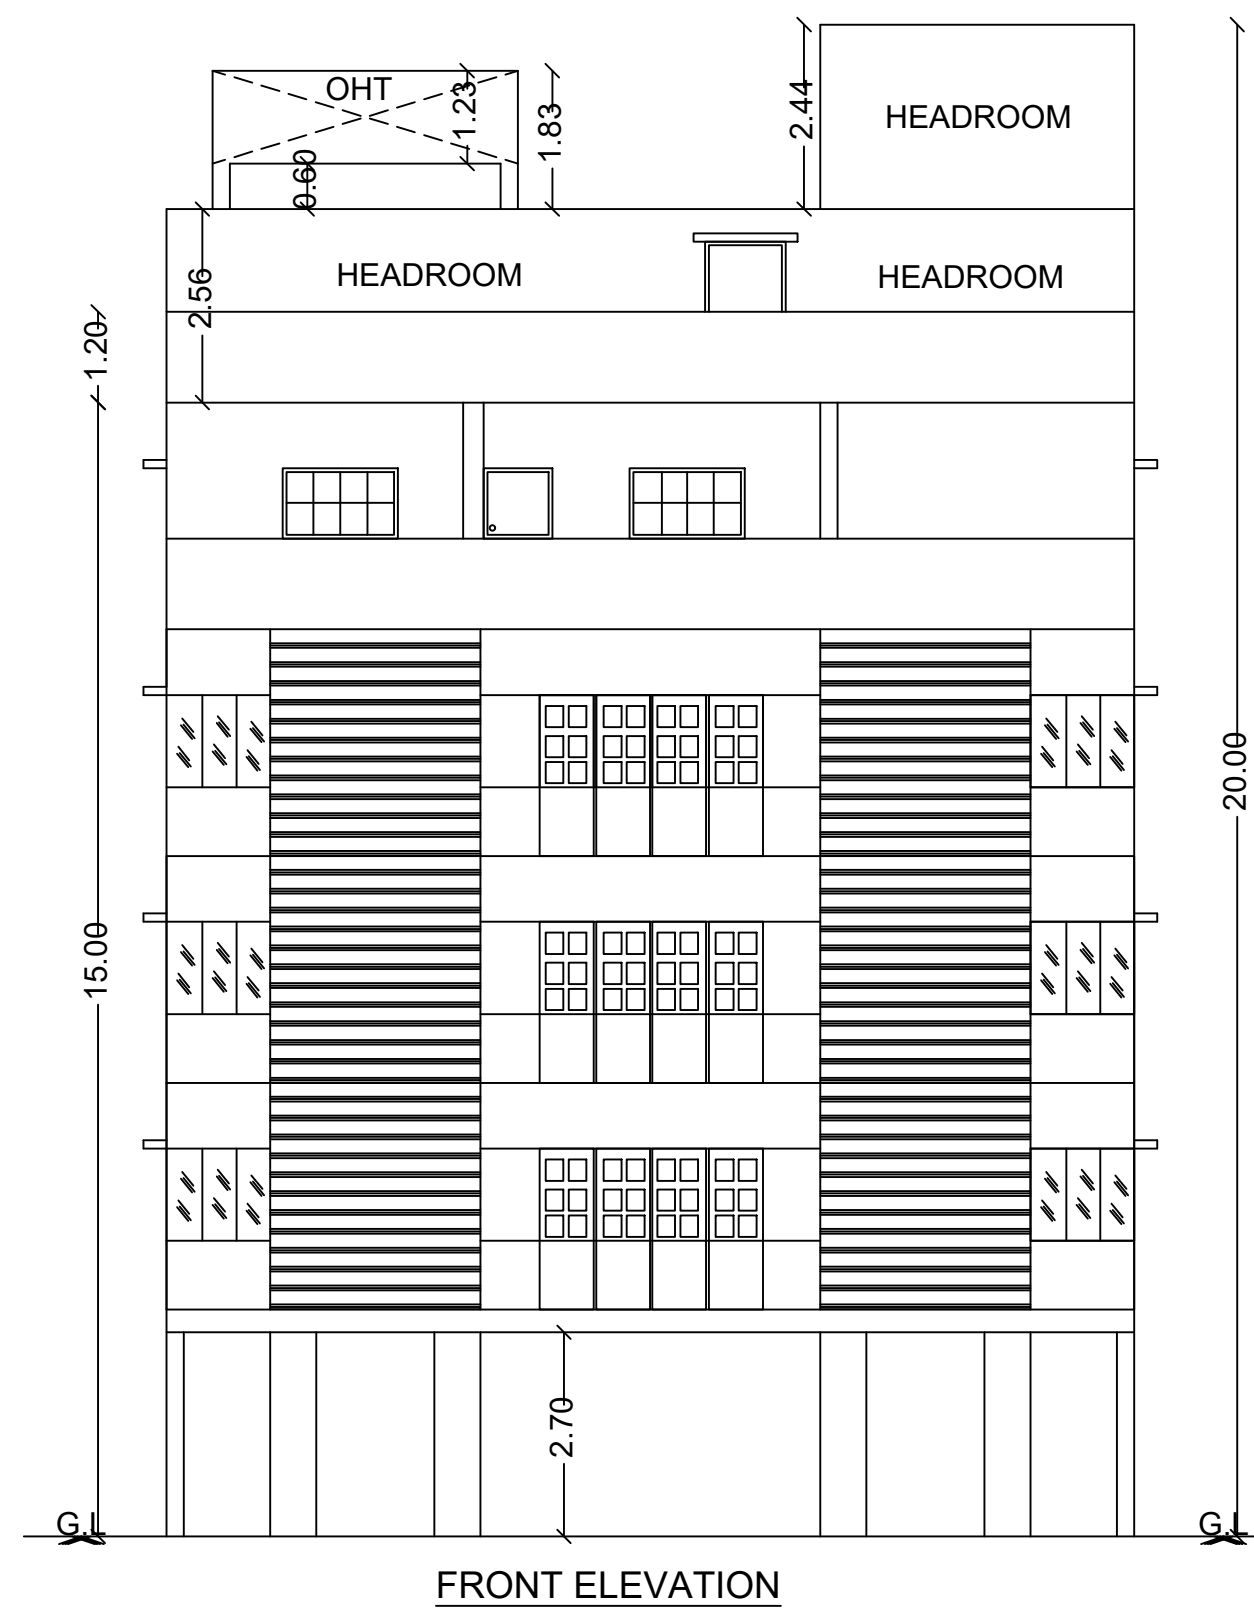 OHT
1.23
1.83
2.44
HEADROOM
0.60
HEADROOM
HEADROOM
2.56
1.20
20.00
15.00
2.70
G.L
G.L
FRONT ELEVATION